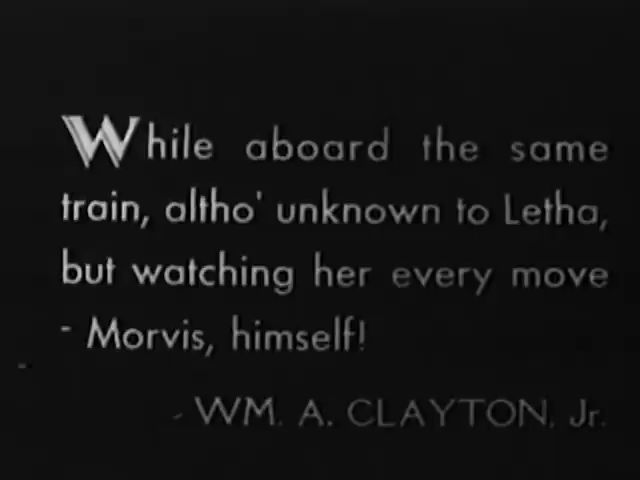 While aboard the same
train, altho' unknown to Letha,
but watching her every move
- Morvis, himself!
- WM. A. CLAYTON, Jr.